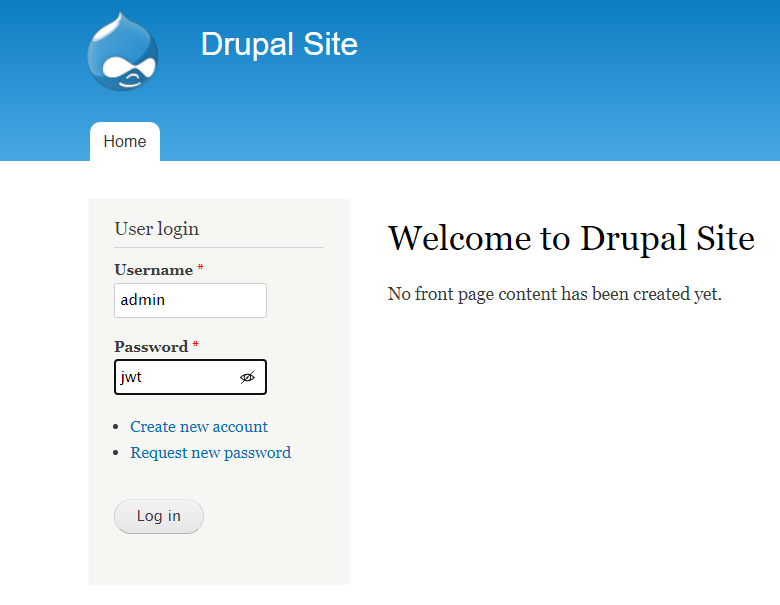 Drupal Site
Home
User login
Username *
admin
Password *
jwt
Create new account
Request new password
Log in
Welcome to Drupal Site
No front page content has been created yet.